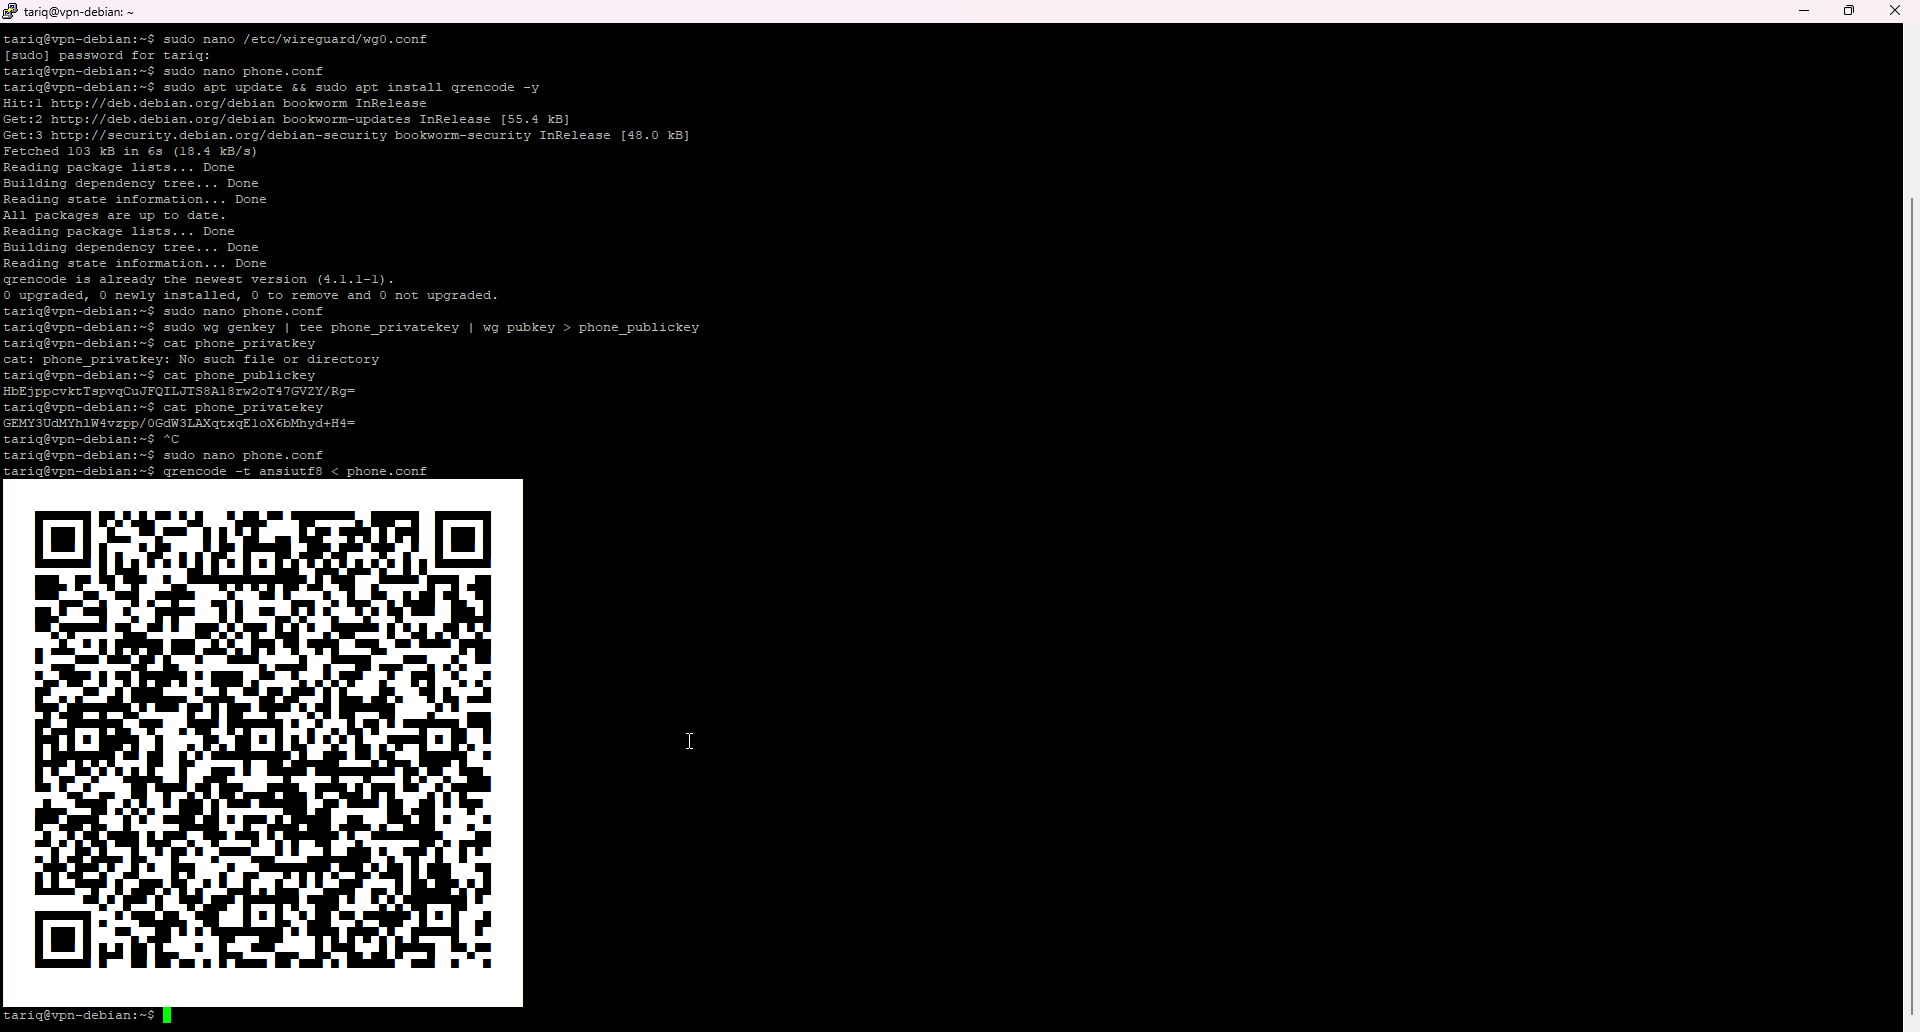 tariq@vpn-debian: ~
tariq@vpn-debian:~$ sudo nano /etc/wireguard/wg0.conf
[sudo] password for tariq:
tariq@vpn-debian:~$ sudo nano phone.conf
tariq@vpn-debian:~$ sudo apt update && sudo apt install qrencode -y
Hit:1 http://deb.debian.org/debian bookworm InRelease
Get:2 http://deb.debian.org/debian bookworm-updates InRelease [55.4 kB]
Get:3 http://security.debian.org/debian-security bookworm-security InRelease [48.0 kB]
Fetched 103 kB in 6s (18.4 kB/s)
Reading package lists... Done
Building dependency tree... Done
Reading state information... Done
All packages are up to date.
Reading package lists... Done
Building dependency tree... Done
Reading state information... Done
qrencode is already the newest version (4.1.1-1).
0 upgraded, 0 newly installed, 0 to remove and 0 not upgraded.
tariq@vpn-debian:~$ sudo nano phone.conf
tariq@vpn-debian:~$ sudo wg genkey | tee phone_privatekey | wg pubkey > phone_publickey
tariq@vpn-debian:~$ cat phone_privatkey
cat: phone_privatkey: No such file or directory
tariq@vpn-debian:~$ cat phone_publickey
HbEjppcvktTspvqCuJFQILJTS8A18rw2oT47GVZY/Rg=
tariq@vpn-debian:~$ cat phone_privatekey
GEMY3UdMYhlW4vzpp/0GdW3LAXqtxqEloX6bMhyd+H4=
tariq@vpn-debian:~$ ^C
tariq@vpn-debian:~$ sudo nano phone.conf
tariq@vpn-debian:~$ qrencode -t ansiutf8 < phone.conf
tariq@vpn-debian:~$